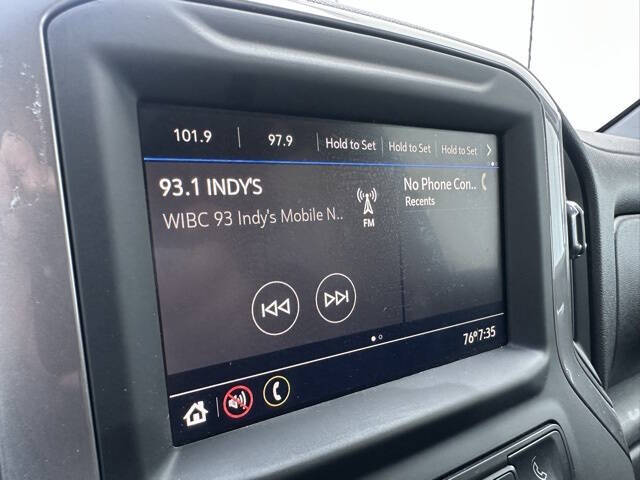 101.9 97.9 Hold to Set Hold to Set Hold to Set
93.1 INDY'S
WIBC 93 Indy's Mobile N..
FM
No Phone Con..
Recents
76° 7:35